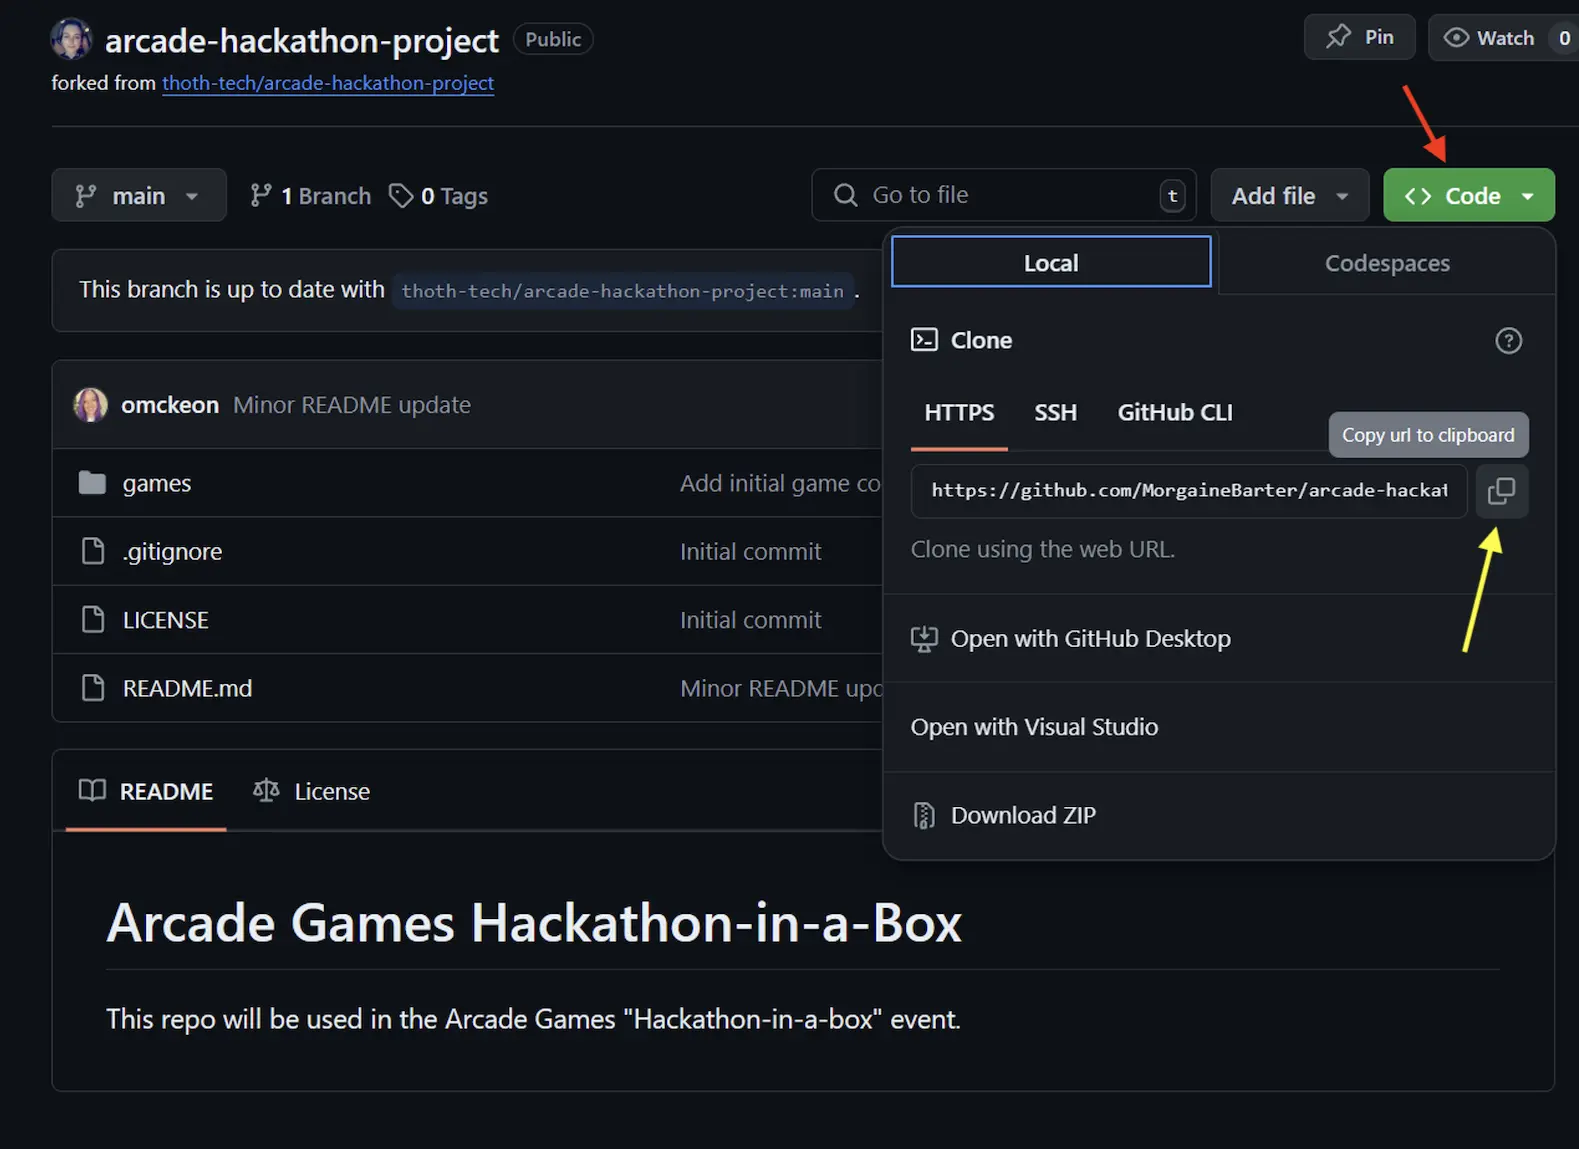 arcade-hackathon-project Public
Pin
Watch 0
forked from thoth-tech/arcade-hackathon-project
main
1 Branch
0 Tags
Go to file
t
Add file
Code
This branch is up to date with thoth-tech/arcade-hackathon-project:main .
omckeon Minor README update
games Add initial game co
.gitignore Initial commit
LICENSE Initial commit
README.md Minor README upd
Local
Codespaces
Clone
HTTPS SSH GitHub CLI
Copy url to clipboard
https://github.com/MorgaineBarter/arcade-hackat
Clone using the web URL.
Open with GitHub Desktop
Open with Visual Studio
Download ZIP
README License
Arcade Games Hackathon-in-a-Box
This repo will be used in the Arcade Games "Hackathon-in-a-box" event.